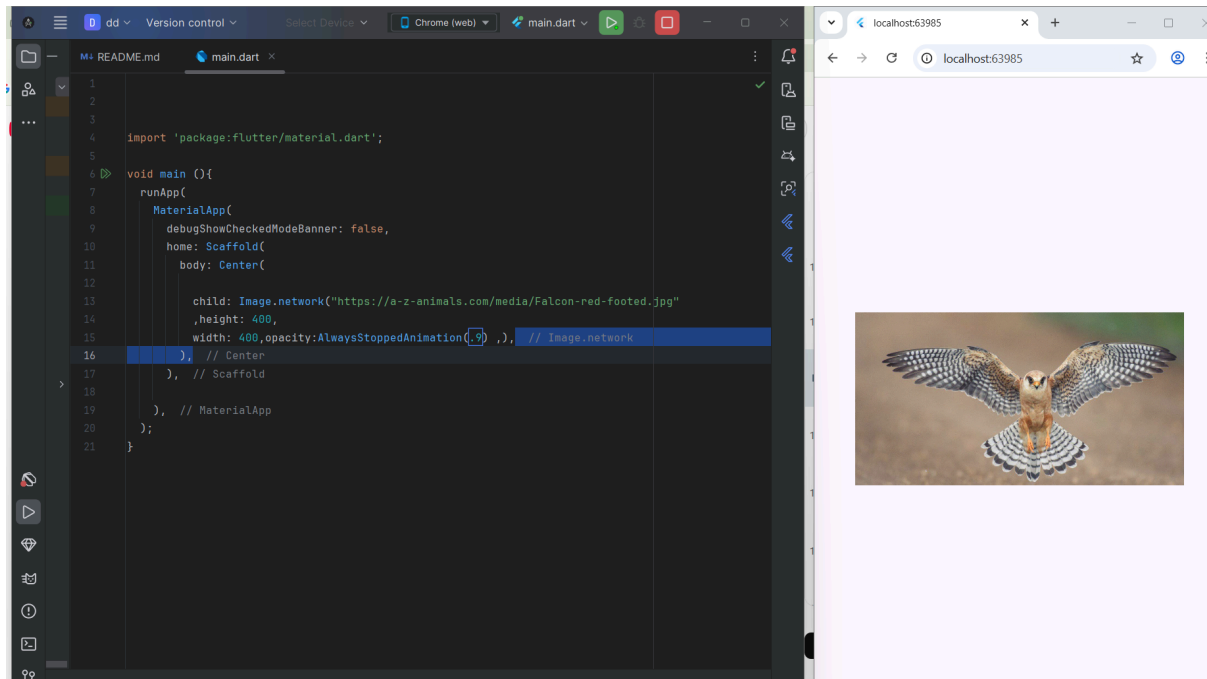 D dd Version control Select Device Chrome (web) main.dart
M↓ README.md main.dart
1
2
3
4 import 'package:flutter/material.dart';
5
6 void main (){
7 runApp(
8 MaterialApp(
9 debugShowCheckedModeBanner: false,
10 home: Scaffold(
11 body: Center(
12
13 child: Image.network("https://a-z-animals.com/media/Falcon-red-footed.jpg"
14 ,height: 400,
15 width: 400,opacity:AlwaysStoppedAnimation(.9) ,), // Image.network
16 ), // Center
17 ), // Scaffold
18
19 ), // MaterialApp
20 );
21 }
localhost:63985
localhost:63985